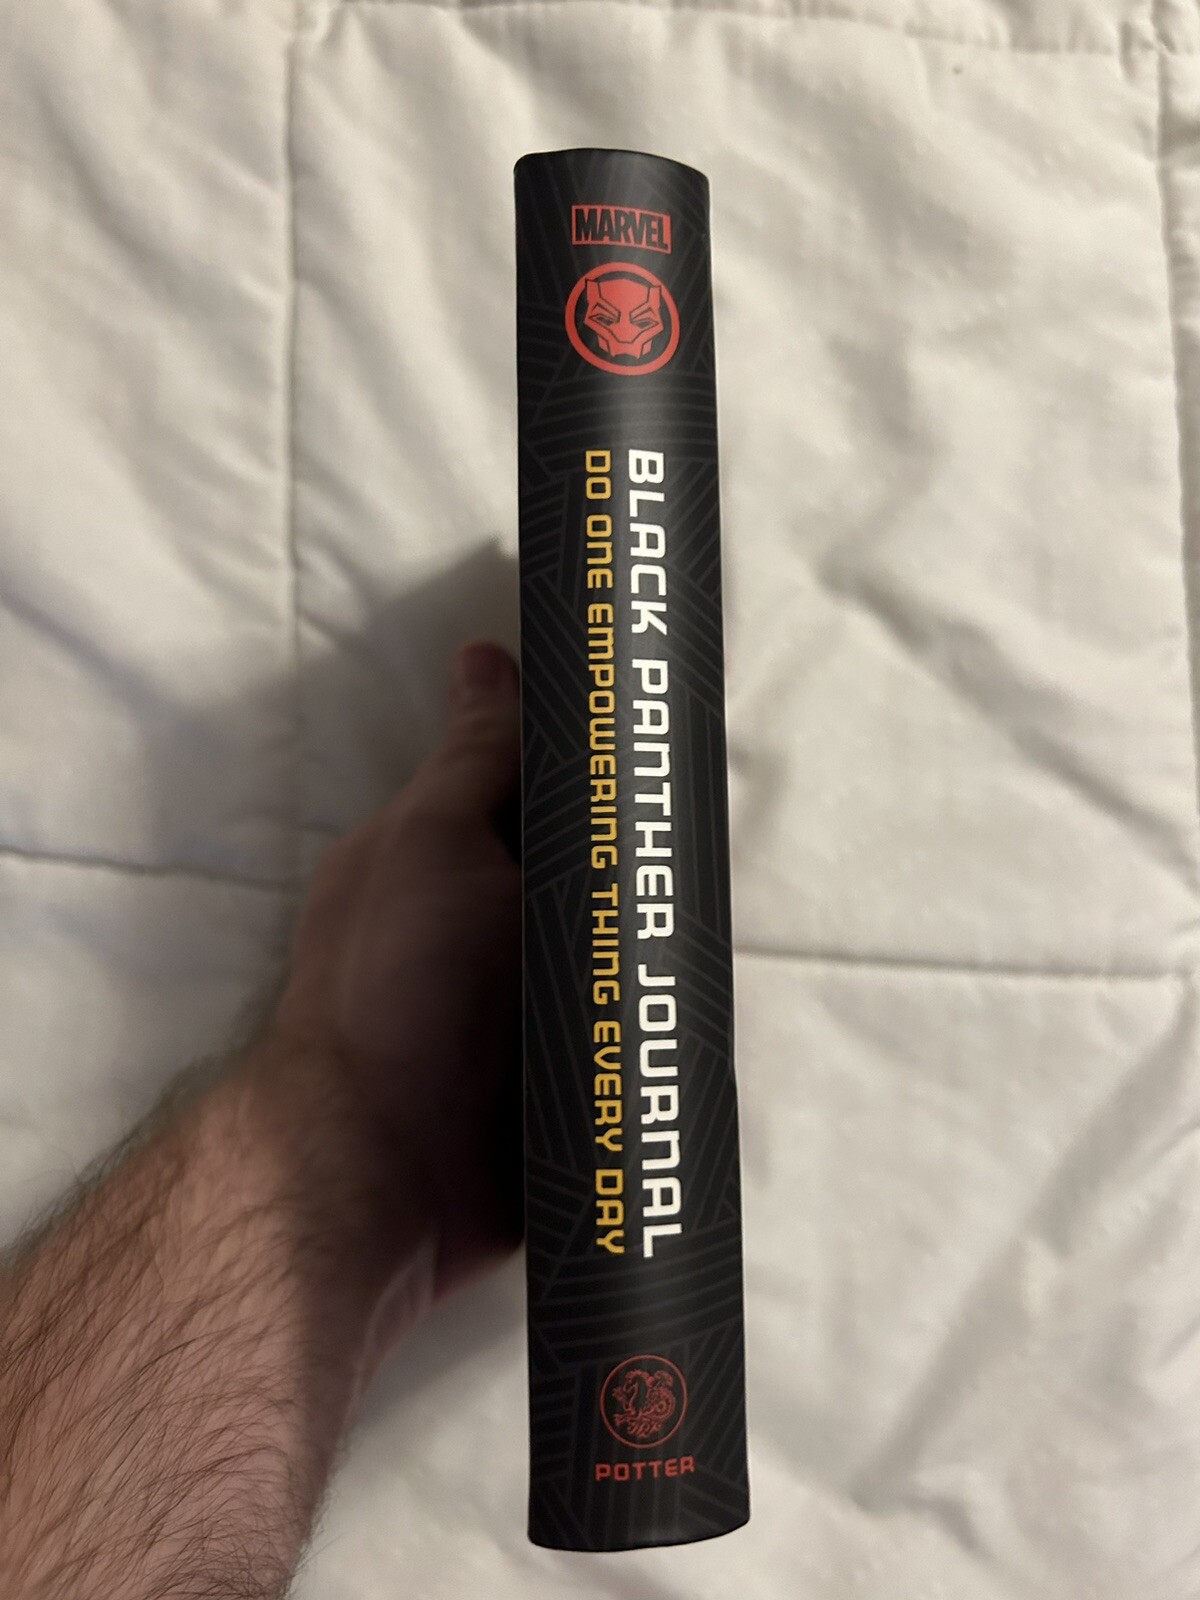 MARVEL
BLACK PANTHER JOURNAL
DO ONE EMPOWERING THING EVERY DAY
POTTER